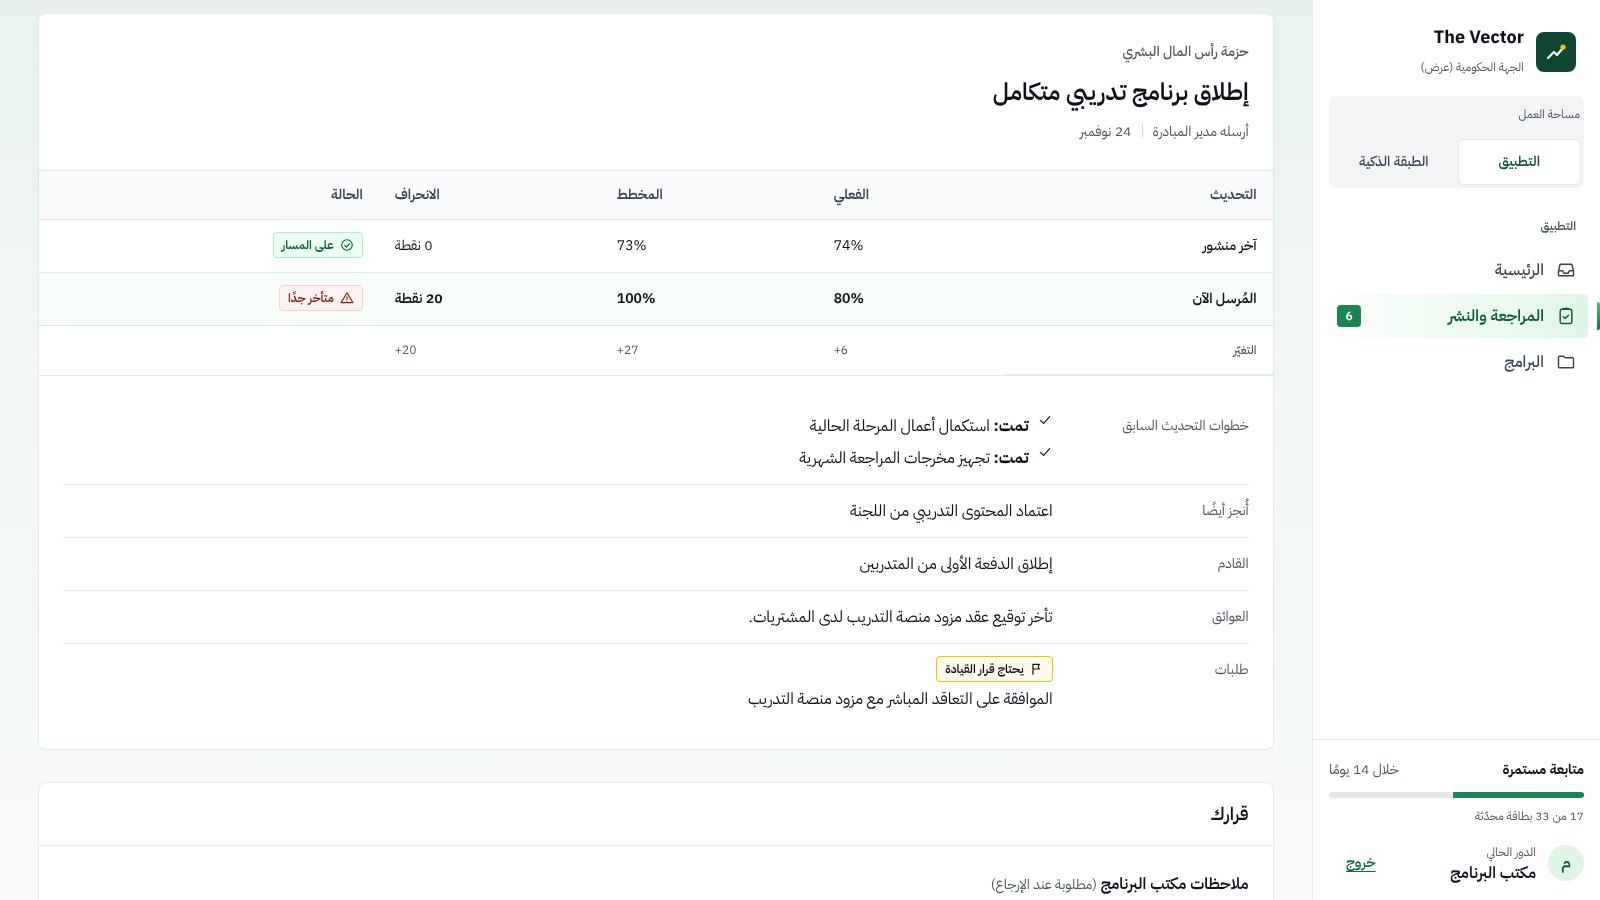 The Vector
الجهة الحكومية (عرض)
مساحة العمل
التطبيق
الطبقة الذكية
التطبيق
الرئيسية
المراجعة والنشر
6
البرامج
متابعة مستمرة
خلال 14 يومًا
17 من 33 بطاقة محدّثة
م
الدور الحالي
مكتب البرنامج
خروج
حزمة رأس المال البشري
إطلاق برنامج تدريبي متكامل
أرسله مدير المبادرة | 24 نوفمبر
التحديث الفعلي المخطط الانحراف الحالة
آخر منشور 74% 73% 0 نقطة على المسار
المُرسل الآن 80% 100% 20 نقطة متأخر جدًا
التغيّر +6 +27 +20
خطوات التحديث السابق
تمت: استكمال أعمال المرحلة الحالية
تمت: تجهيز مخرجات المراجعة الشهرية
أُنجز أيضًا
اعتماد المحتوى التدريبي من اللجنة
القادم
إطلاق الدفعة الأولى من المتدربين
العوائق
تأخر توقيع عقد مزود منصة التدريب لدى المشتريات.
طلبات
يحتاج قرار القيادة
الموافقة على التعاقد المباشر مع مزود منصة التدريب
قرارك
ملاحظات مكتب البرنامج (مطلوبة عند الإرجاع)